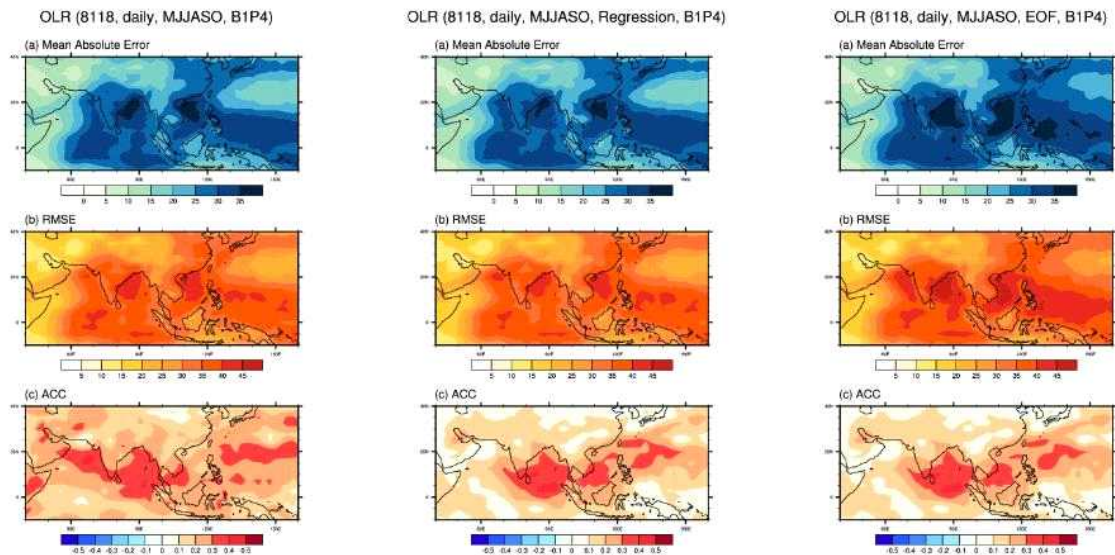 OLR (8118, daily, MJJASO, B1P4)
(a) Mean Absolute Error
0 5 10 15 20 25 30 35
(b) RMSE
5 10 15 20 25 30 35 40 45
(c) ACC
-0.5 -0.4 -0.2 -0.1 0 0.1 0.2 0.3 0.4 0.5
OLR (8118, daily, MJJASO, Regression, B1P4)
(a) Mean Absolute Error
0 5 10 15 20 25 30 35
(b) RMSE
5 10 15 20 25 30 35 40 45
(c) ACC
-0.5 -0.4 -0.2 -0.1 0 0.1 0.2 0.3 0.4 0.5
OLR (8118, daily, MJJASO, EOF, B1P4)
(a) Mean Absolute Error
0 5 10 15 20 25 30 35
(b) RMSE
5 10 15 20 25 30 35 40 45
(c) ACC
-0.5 -0.4 -0.2 -0.1 0 0.1 0.2 0.3 0.4 0.5